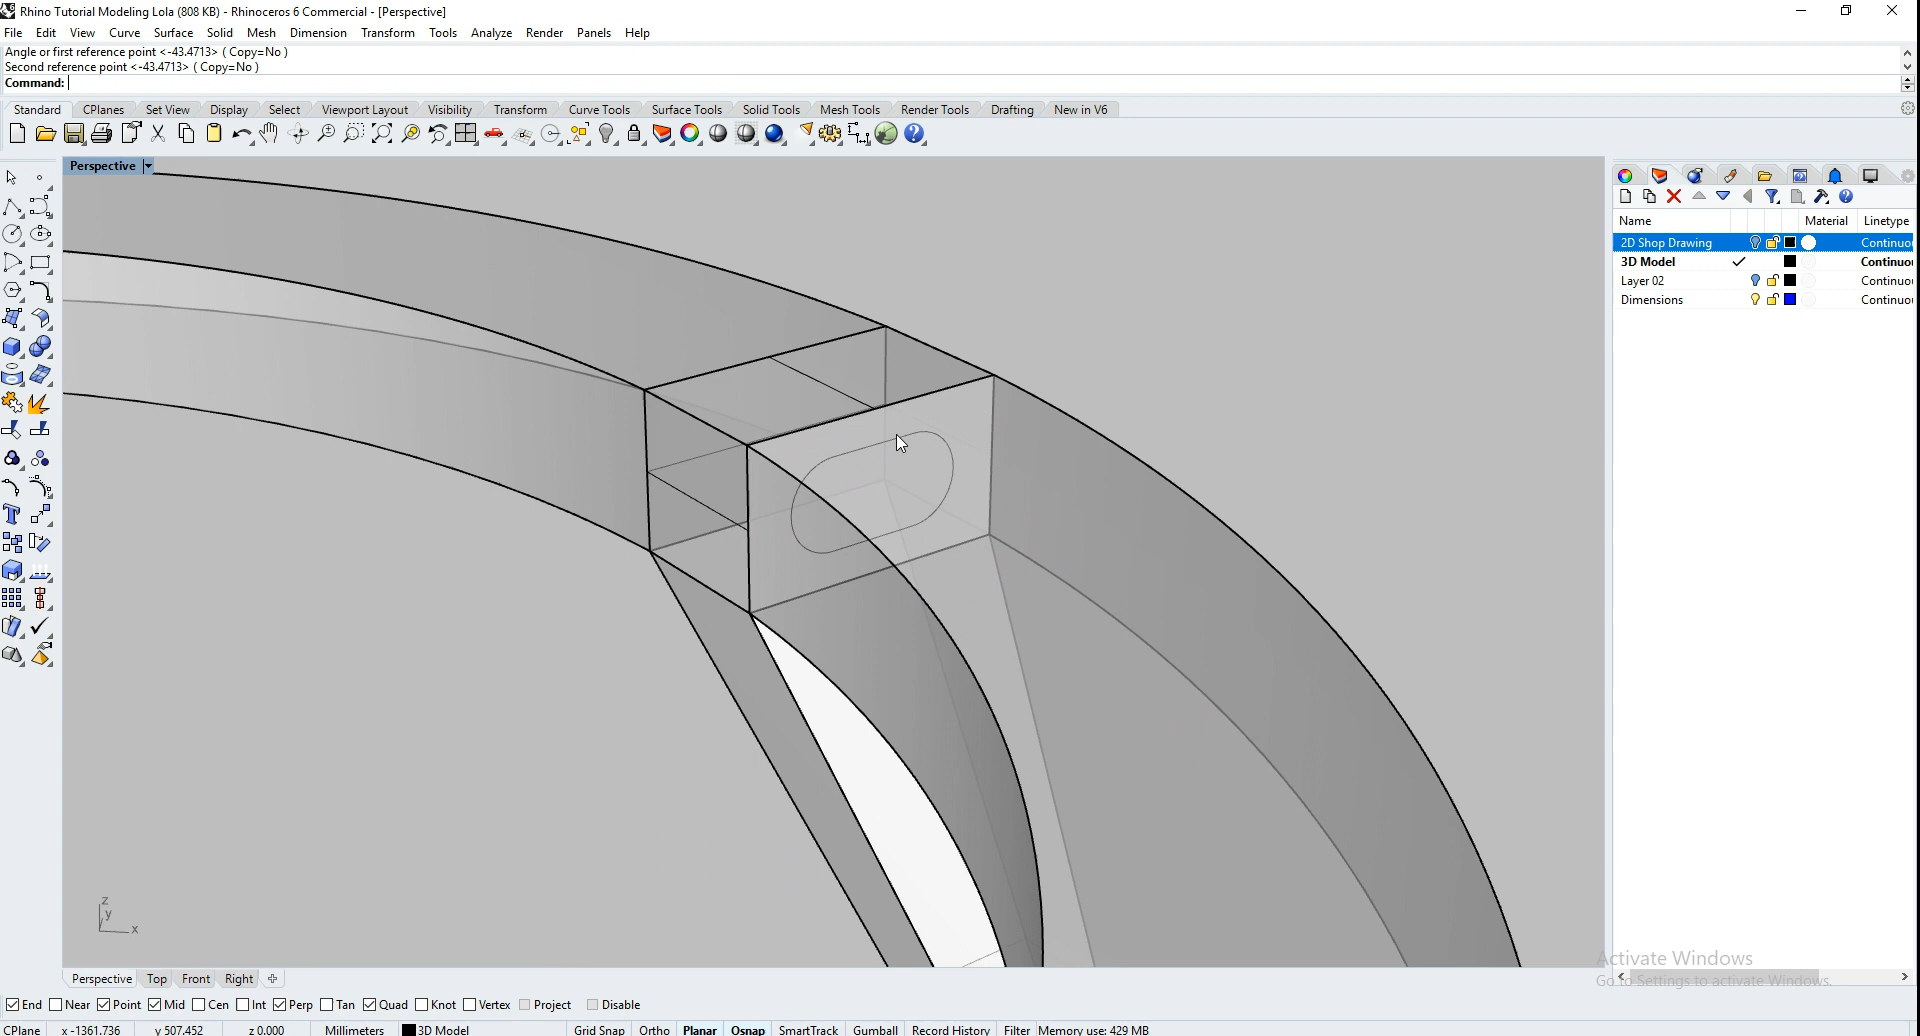 Rhino Tutorial Modeling Lola (808 KB) - Rhinoceros 6 Commercial - [Perspective]
File Edit View Curve Surface Solid Mesh Dimension Transform Tools Analyze Render Panels Help
Angle or first reference point <-43.4713> ( Copy=No )
Second reference point <-43.4713> ( Copy=No )
Command:
Standard CPlanes Set View Display Select Viewport Layout Visibility Transform Curve Tools Surface Tools Solid Tools Mesh Tools Render Tools Drafting New in V6
Perspective
Name Material Linetype
2D Shop Drawing Continuou
3D Model Continuou
Layer 02 Continuou
Dimensions Continuou
z
y
x
Activate Windows
Go to Settings to activate Windows.
Perspective Top Front Right
End Near Point Mid Cen Int Perp Tan Quad Knot Vertex Project Disable
CPlane x -1361.736 y 507.452 z 0.000 Millimeters 3D Model Grid Snap Ortho Planar Osnap SmartTrack Gumball Record History Filter Memory use: 429 MB